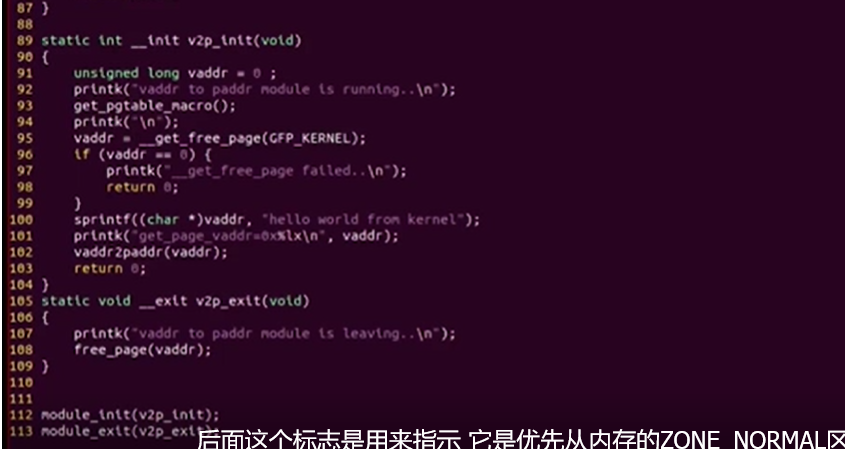 87 }
88
89 static int __init v2p_init(void)
90 {
91     unsigned long vaddr = 0 ;
92     printk("vaddr to paddr module is running..\n");
93     get_pgtable_macro();
94     printk("\n");
95     vaddr = __get_free_page(GFP_KERNEL);
96     if (vaddr == 0) {
97         printk("__get_free_page failed..\n");
98         return 0;
99     }
100     sprintf((char *)vaddr, "hello world from kernel");
101     printk("get_page_vaddr=0x%lx\n", vaddr);
102     vaddr2paddr(vaddr);
103     return 0;
104 }
105 static void __exit v2p_exit(void)
106 {
107     printk("vaddr to paddr module is leaving..\n");
108     free_page(vaddr);
109 }
110
111
112 module_init(v2p_init);
113 module_exit(v2p_exit
后面这个标志是用来指示 它是优先从内存的ZONE_NORMAL区